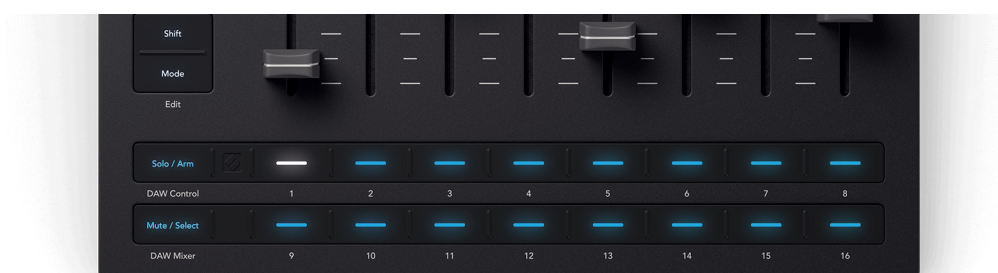 Shift
Mode
Edit
Solo / Arm
DAW Control 1 2 3 4 5 6 7 8
Mute / Select
DAW Mixer 9 10 11 12 13 14 15 16